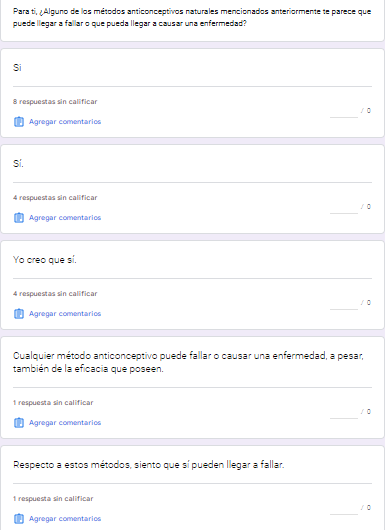 Para ti, ¿Alguno de los métodos anticonceptivos naturales mencionados anteriormente te parece que
puede llegar a fallar o que pueda llegar a causar una enfermedad?
Si
8 respuestas sin calificar
/ 0
Agregar comentarios
Sí.
4 respuestas sin calificar
/ 0
Agregar comentarios
Yo creo que sí.
4 respuestas sin calificar
/ 0
Agregar comentarios
Cualquier método anticonceptivo puede fallar o causar una enfermedad, a pesar,
también de la eficacia que poseen.
1 respuesta sin calificar
/ 0
Agregar comentarios
Respecto a estos métodos, siento que sí pueden llegar a fallar.
1 respuesta sin calificar
/ 0
Agregar comentarios